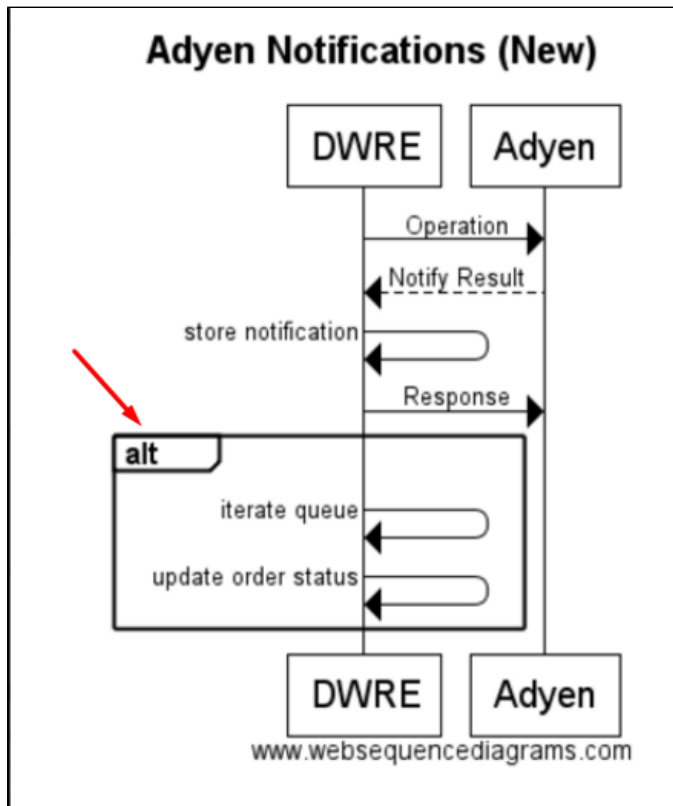 Adyen Notifications (New)
DWRE Adyen
Operation
Notify Result
store notification
Response
alt
iterate queue
update order status
DWRE Adyen
www.websequencediagrams.com